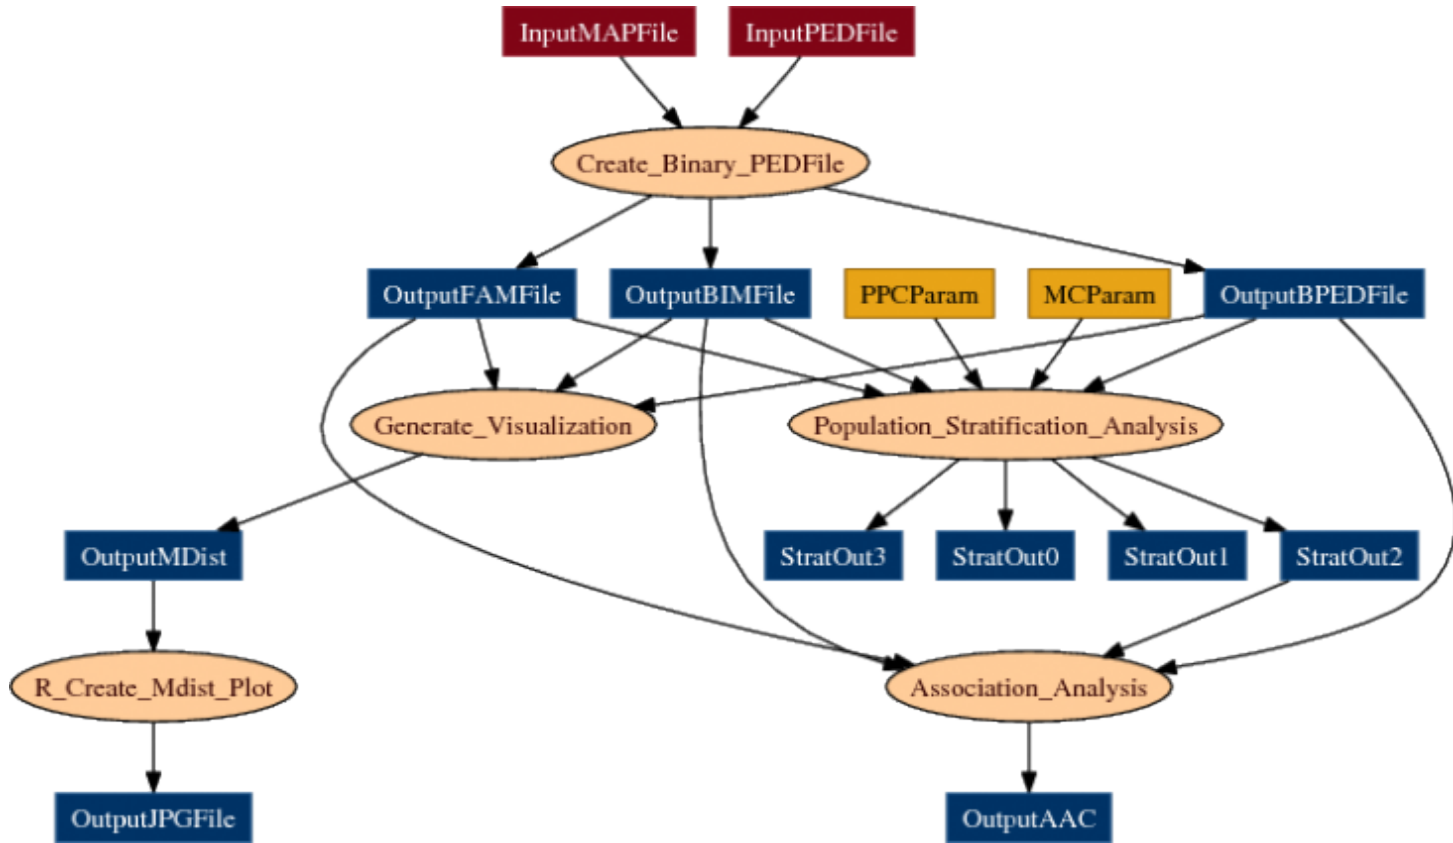 InputMAPFile
InputPEDFile
Create_Binary_PEDFile
OutputFAMFile
OutputBIMFile
PPCParam
MCParam
OutputBPEDFile
Generate_Visualization
Population_Stratification_Analysis
OutputMDist
StratOut3
StratOut0
StratOut1
StratOut2
R_Create_Mdist_Plot
Association_Analysis
OutputJPGFile
OutputAAC